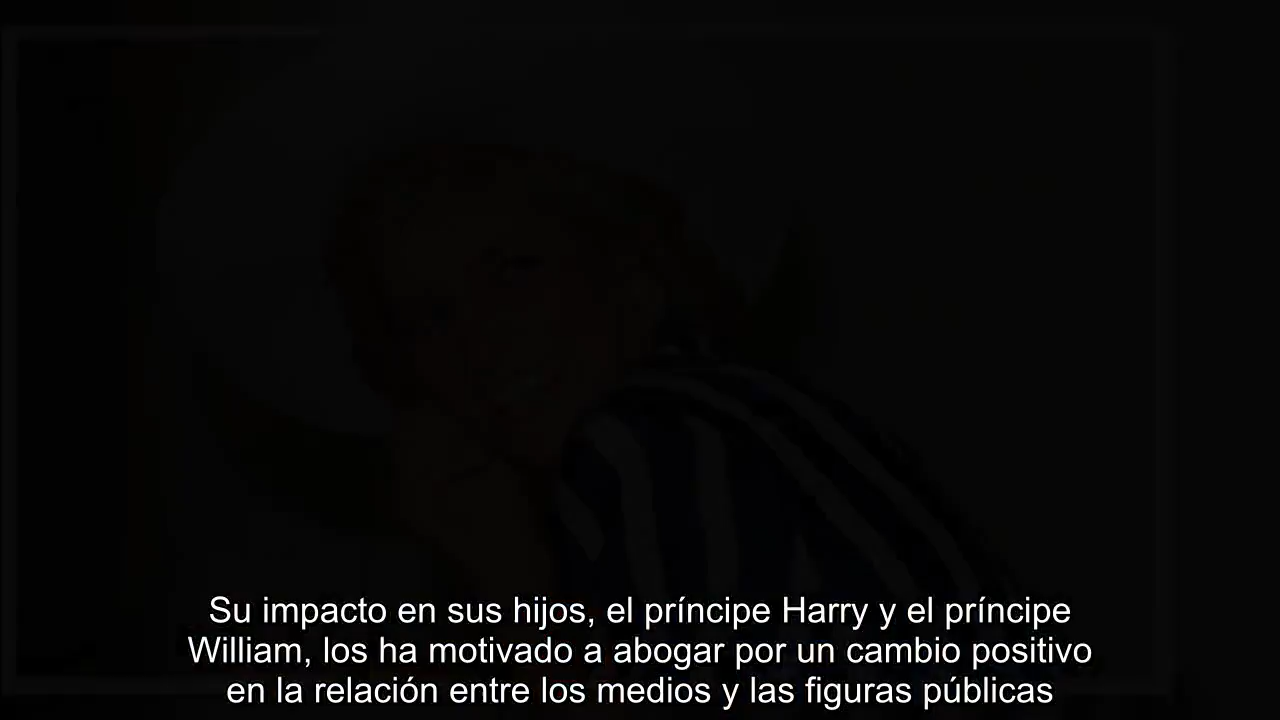 Su impacto en sus hijos, el príncipe Harry y el príncipe
William, los ha motivado a abogar por un cambio positivo
en la relación entre los medios y las figuras públicas